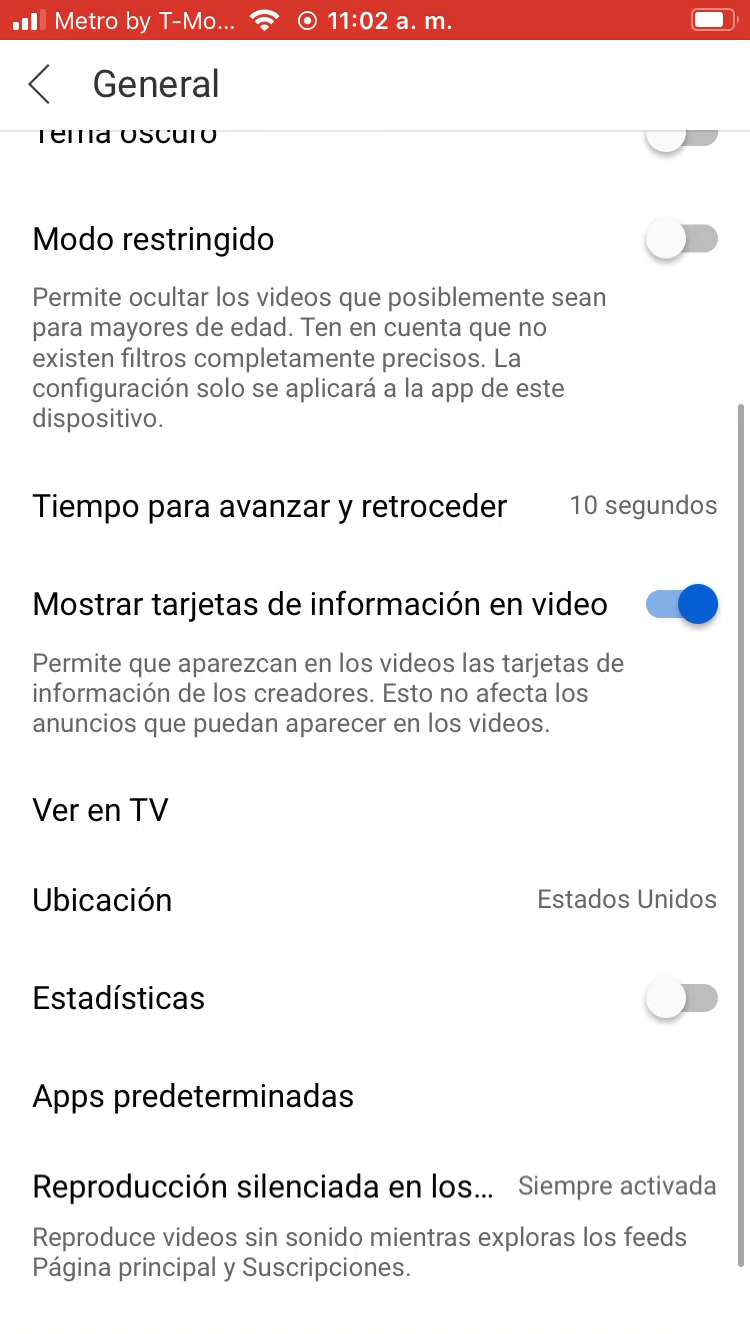 Metro by T-Mo... 11:02 a. m.
General
Tema oscuro
Modo restringido
Permite ocultar los videos que posiblemente sean
para mayores de edad. Ten en cuenta que no
existen filtros completamente precisos. La
configuración solo se aplicará a la app de este
dispositivo.
Tiempo para avanzar y retroceder 10 segundos
Mostrar tarjetas de información en video
Permite que aparezcan en los videos las tarjetas de
información de los creadores. Esto no afecta los
anuncios que puedan aparecer en los videos.
Ver en TV
Ubicación Estados Unidos
Estadísticas
Apps predeterminadas
Reproducción silenciada en los... Siempre activada
Reproduce videos sin sonido mientras exploras los feeds
Página principal y Suscripciones.